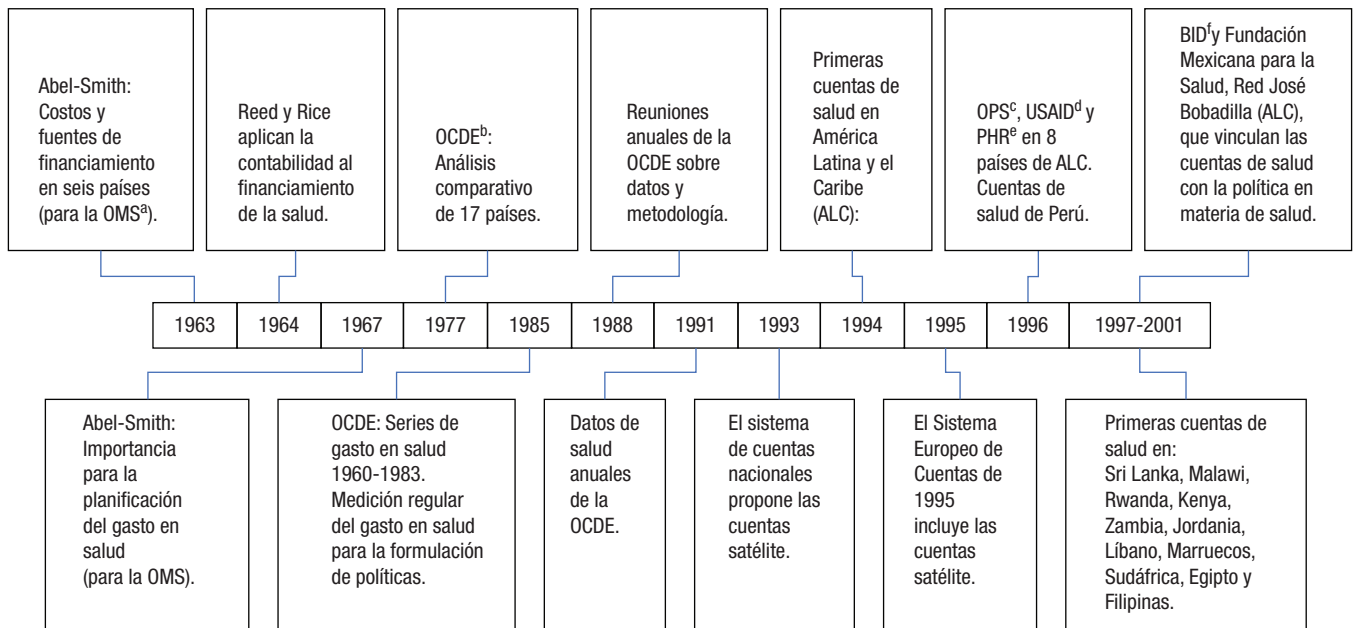 Abel-Smith:
Costos y
fuentes de
financiamiento
en seis países
(para la OMSa).
Reed y Rice
aplican la
contabilidad al
financiamiento
de la salud.
OCDEb:
Análisis
comparativo
de 17 países.
Reuniones
anuales de la
OCDE sobre
datos y
metodología.
Primeras
cuentas de
salud en
América
Latina y el
Caribe
(ALC):
OPSc, USAIDd y
PHRe en 8
países de ALC.
Cuentas de
salud de Perú.
BIDfy Fundación
Mexicana para la
Salud, Red José
Bobadilla (ALC),
que vinculan las
cuentas de salud
con la política en
materia de salud.
1963 1964 1967 1977 1985 1988 1991 1993 1994 1995 1996 1997-2001
Abel-Smith:
Importancia
para la
planificación
del gasto en
salud
(para la OMS).
OCDE: Series de
gasto en salud
1960-1983.
Medición regular
del gasto en salud
para la formulación
de políticas.
Datos de
salud
anuales
de la
OCDE.
El sistema
de cuentas
nacionales
propone las
cuentas
satélite.
El Sistema
Europeo de
Cuentas de
1995
incluye las
cuentas
satélite.
Primeras cuentas de
salud en:
Sri Lanka, Malawi,
Rwanda, Kenya,
Zambia, Jordania,
Líbano, Marruecos,
Sudáfrica, Egipto y
Filipinas.